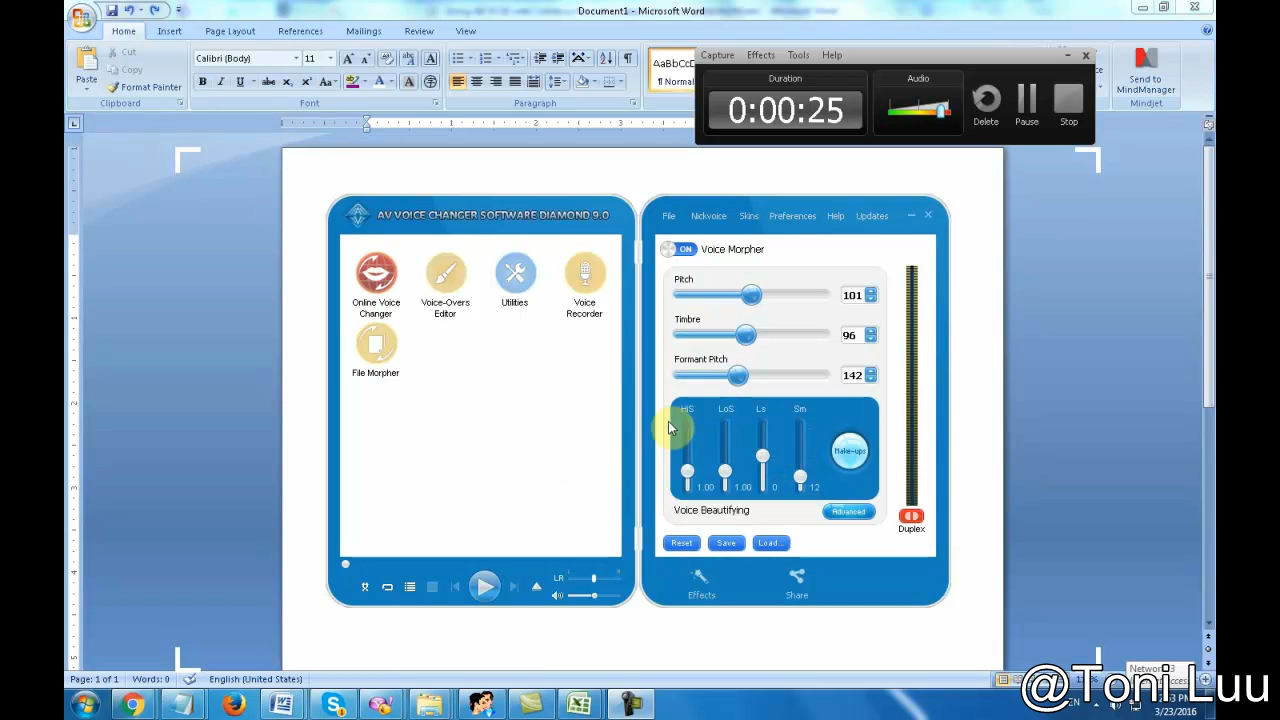 Document1 - Microsoft Word
Home Insert Page Layout References Mailings Review View
Cut
Copy
Format Painter
Paste
Clipboard
Calibri (Body) 11
Font
Paragraph
AaBbCcD
¶ Normal
Send to
MindManager
Mindjet
Capture Effects Tools Help
Duration
0:00:25
Audio
Delete Pause Stop
AV VOICE CHANGER SOFTWARE DIAMOND 9.0
Online Voice
Changer
Voice-Overs
Editor
Utilities
Voice
Recorder
File Morpher
LR
File Nickvoice Skins Preferences Help Updates
ON Voice Morpher
Pitch
101
Timbre
96
Formant Pitch
142
HiS LoS Ls Sm
Make-ups
1.00 1.00 0 12
Voice Beautifying Advanced
Duplex
Reset Save Load...
Effects Share
Page: 1 of 1 Words: 0 English (United States)
EN
3/23/2016
@Toni Luu